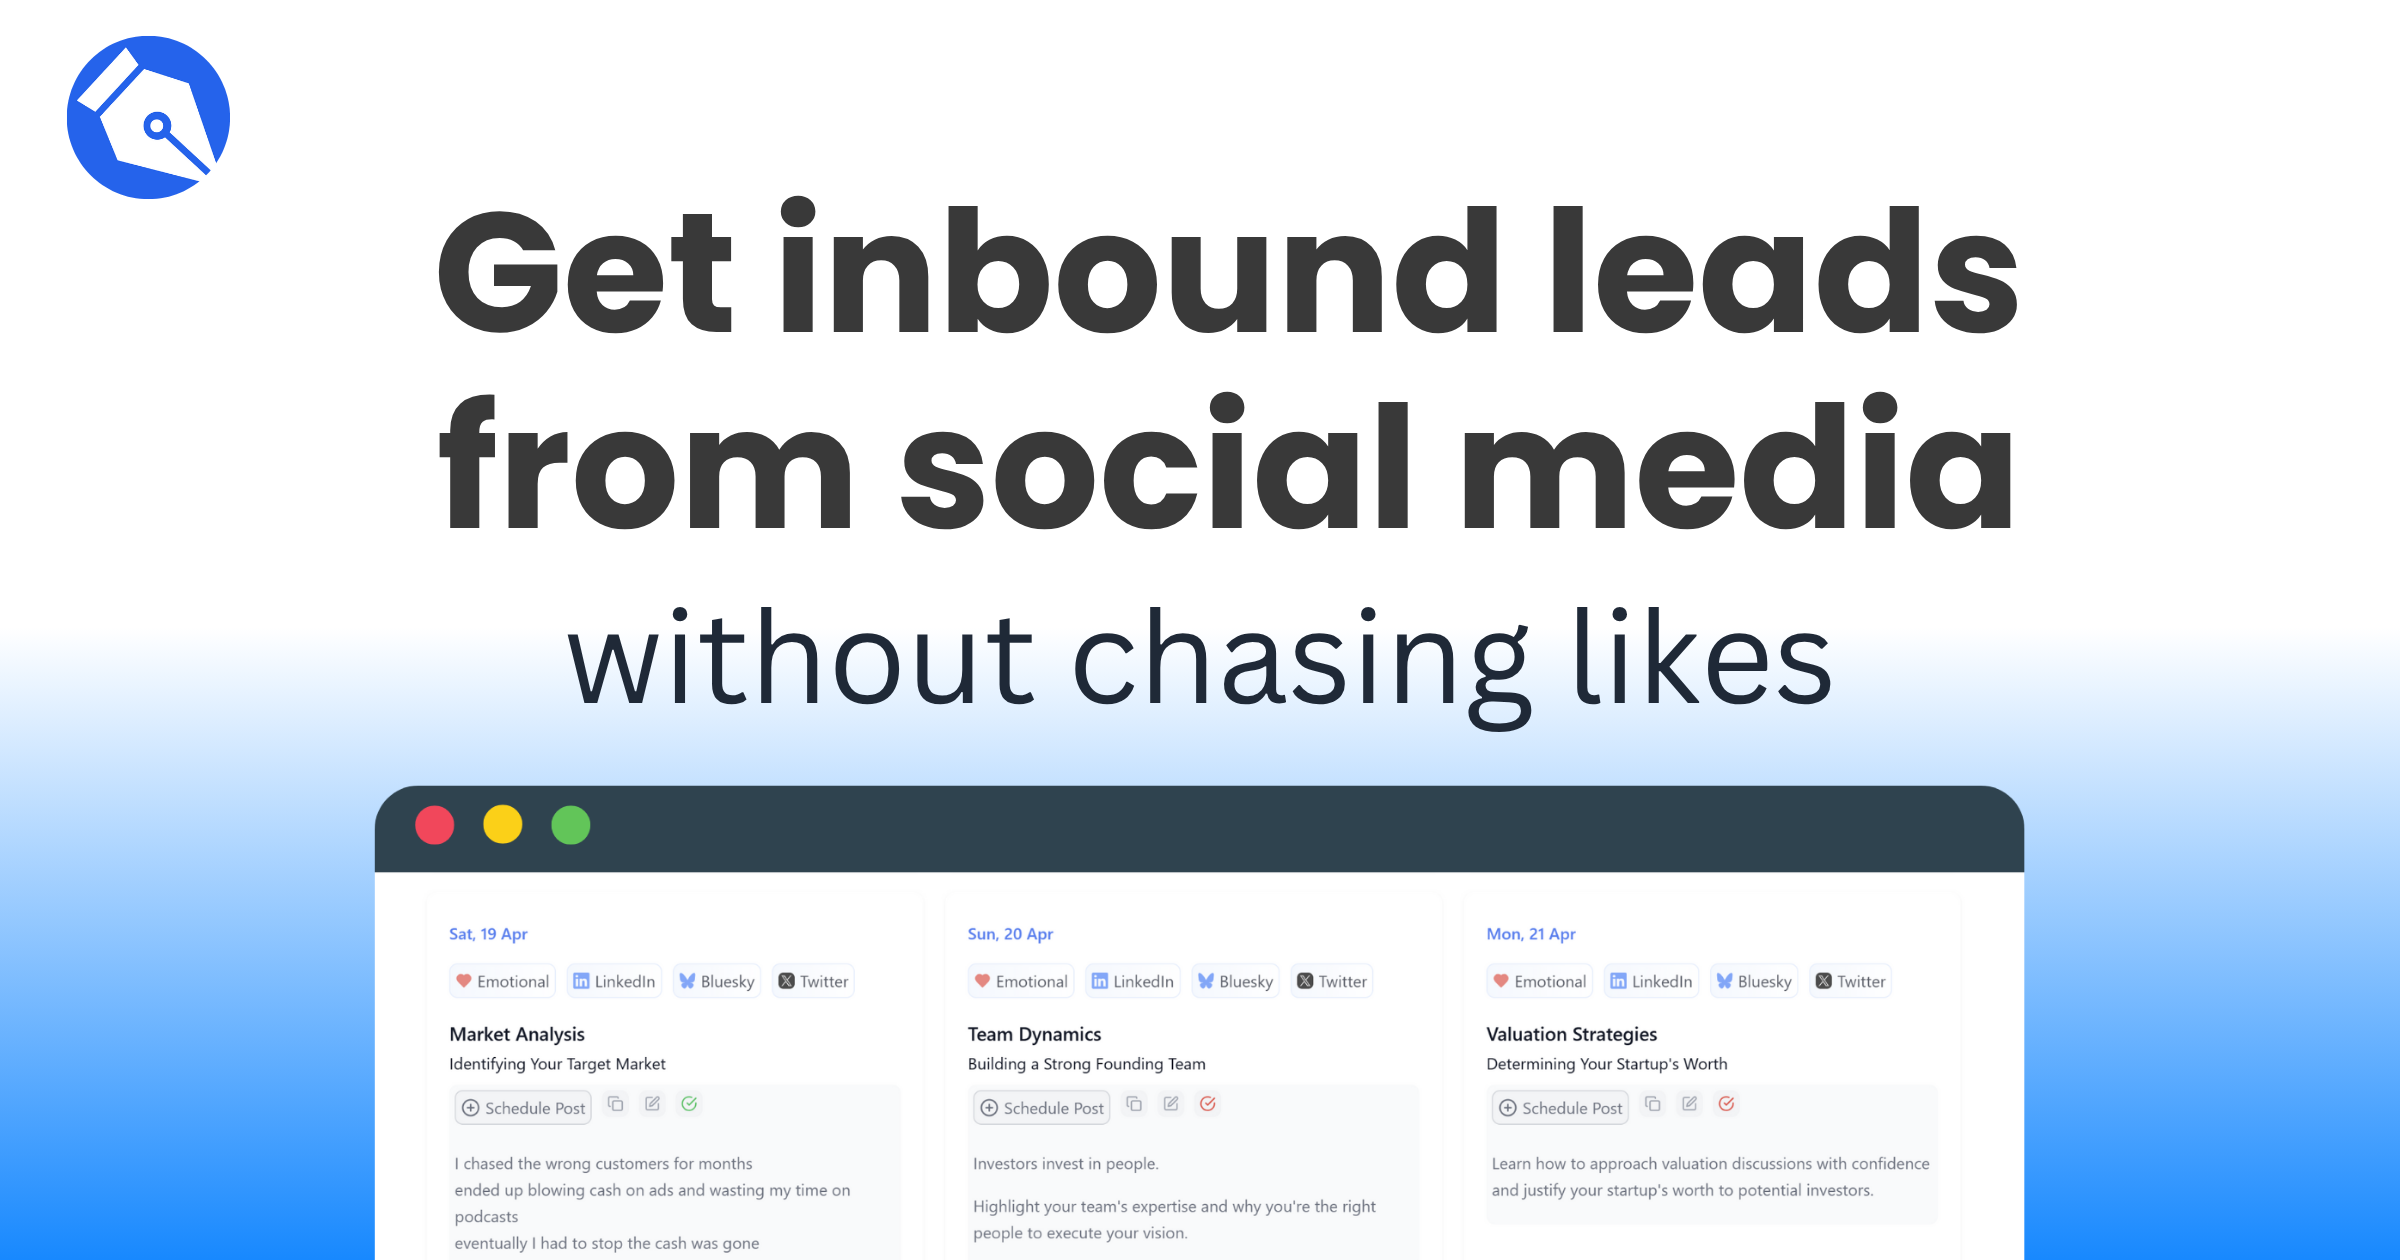 Get inbound leads
from social media
without chasing likes
Sat, 19 Apr
Emotional LinkedIn Bluesky Twitter
Market Analysis
Identifying Your Target Market
Schedule Post
I chased the wrong customers for months
ended up blowing cash on ads and wasting my time on
podcasts
eventually I had to stop the cash was gone
Sun, 20 Apr
Emotional LinkedIn Bluesky Twitter
Team Dynamics
Building a Strong Founding Team
Schedule Post
Investors invest in people.
Highlight your team's expertise and why you're the right
people to execute your vision.
Mon, 21 Apr
Emotional LinkedIn Bluesky Twitter
Valuation Strategies
Determining Your Startup's Worth
Schedule Post
Learn how to approach valuation discussions with confidence
and justify your startup's worth to potential investors.